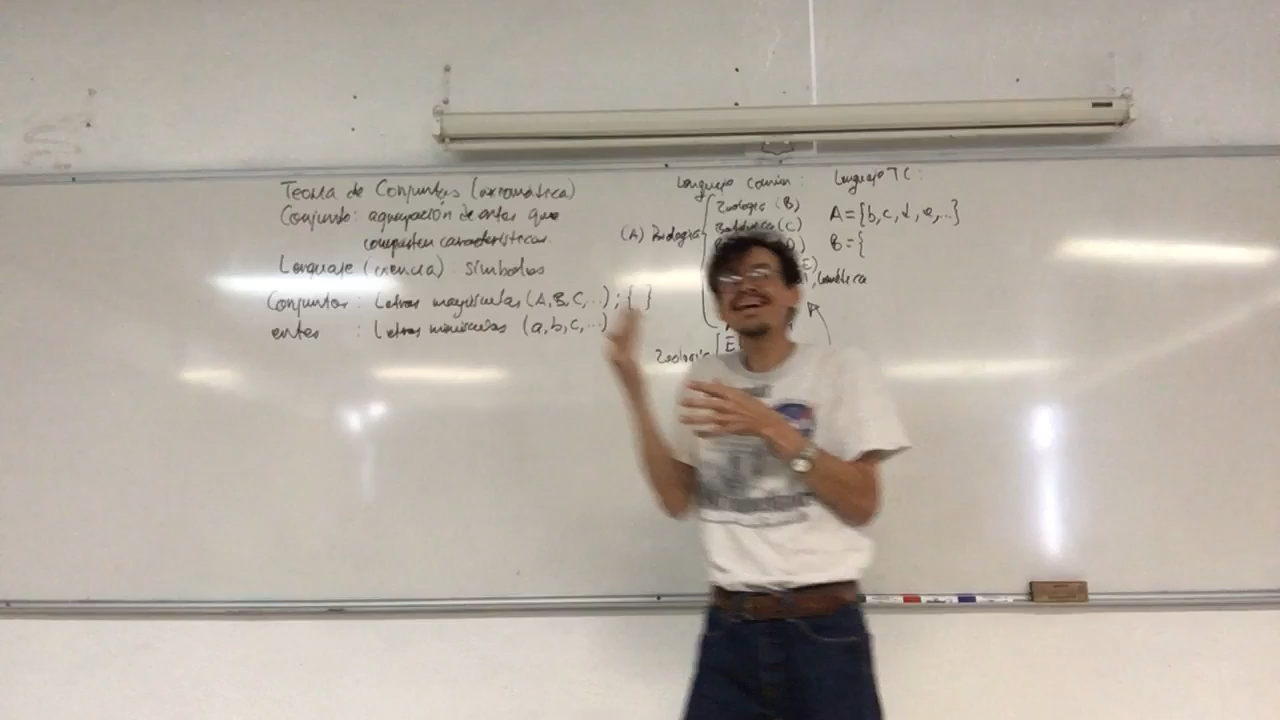 Teoría de Conjuntos (axiomática)
Conjunto: agrupación de entes que
comparten características.
Lenguaje (ciencia): símbolos
Conjuntos: Letras mayúsculas (A, B, C, ...) ; { }
entes : Letras minúsculas (a, b, c, ...)
Lenguaje Común:
(A) Biología
Zoología (B)
Botánica (C)
D)
E)
Genética
Zoología
E
Lenguaje TC:
A={b, c, d, e, ...}
B={